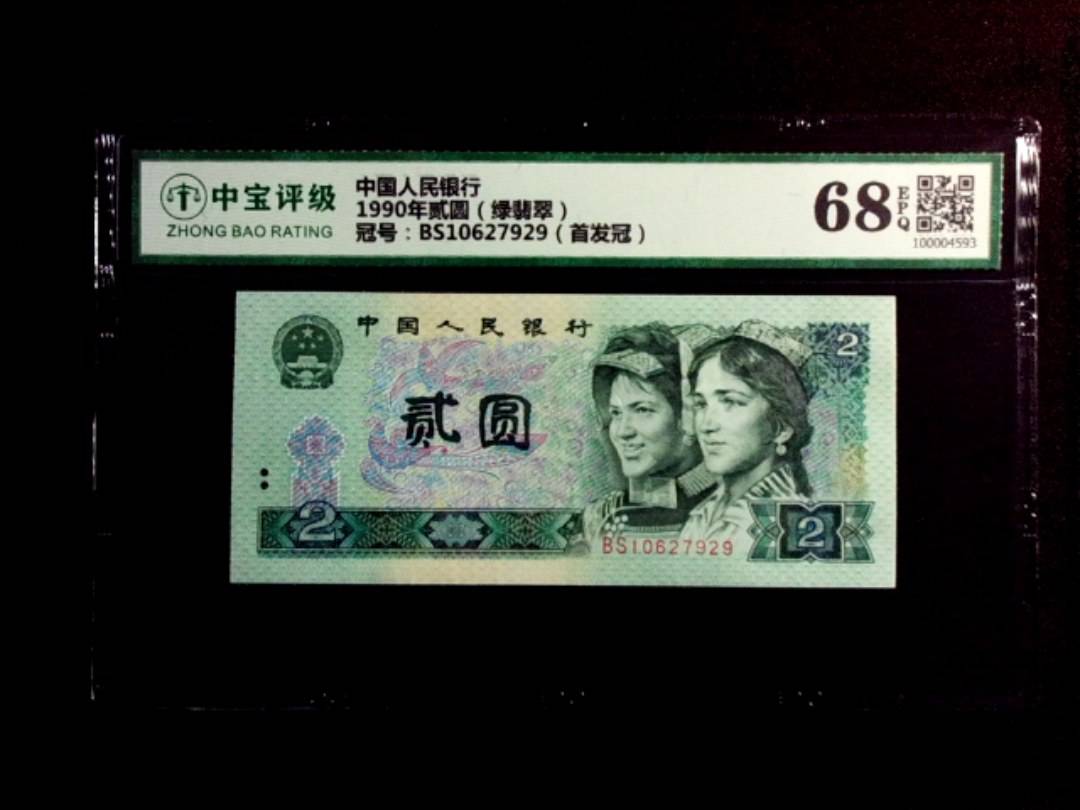 中宝评级
ZHONG BAO RATING
中国人民银行
1990年贰圆（绿翡翠）
冠号：BS10627929（首发冠）
68
EPQ
100004593
中国人民银行
2
贰圆
2
2
BS10627929